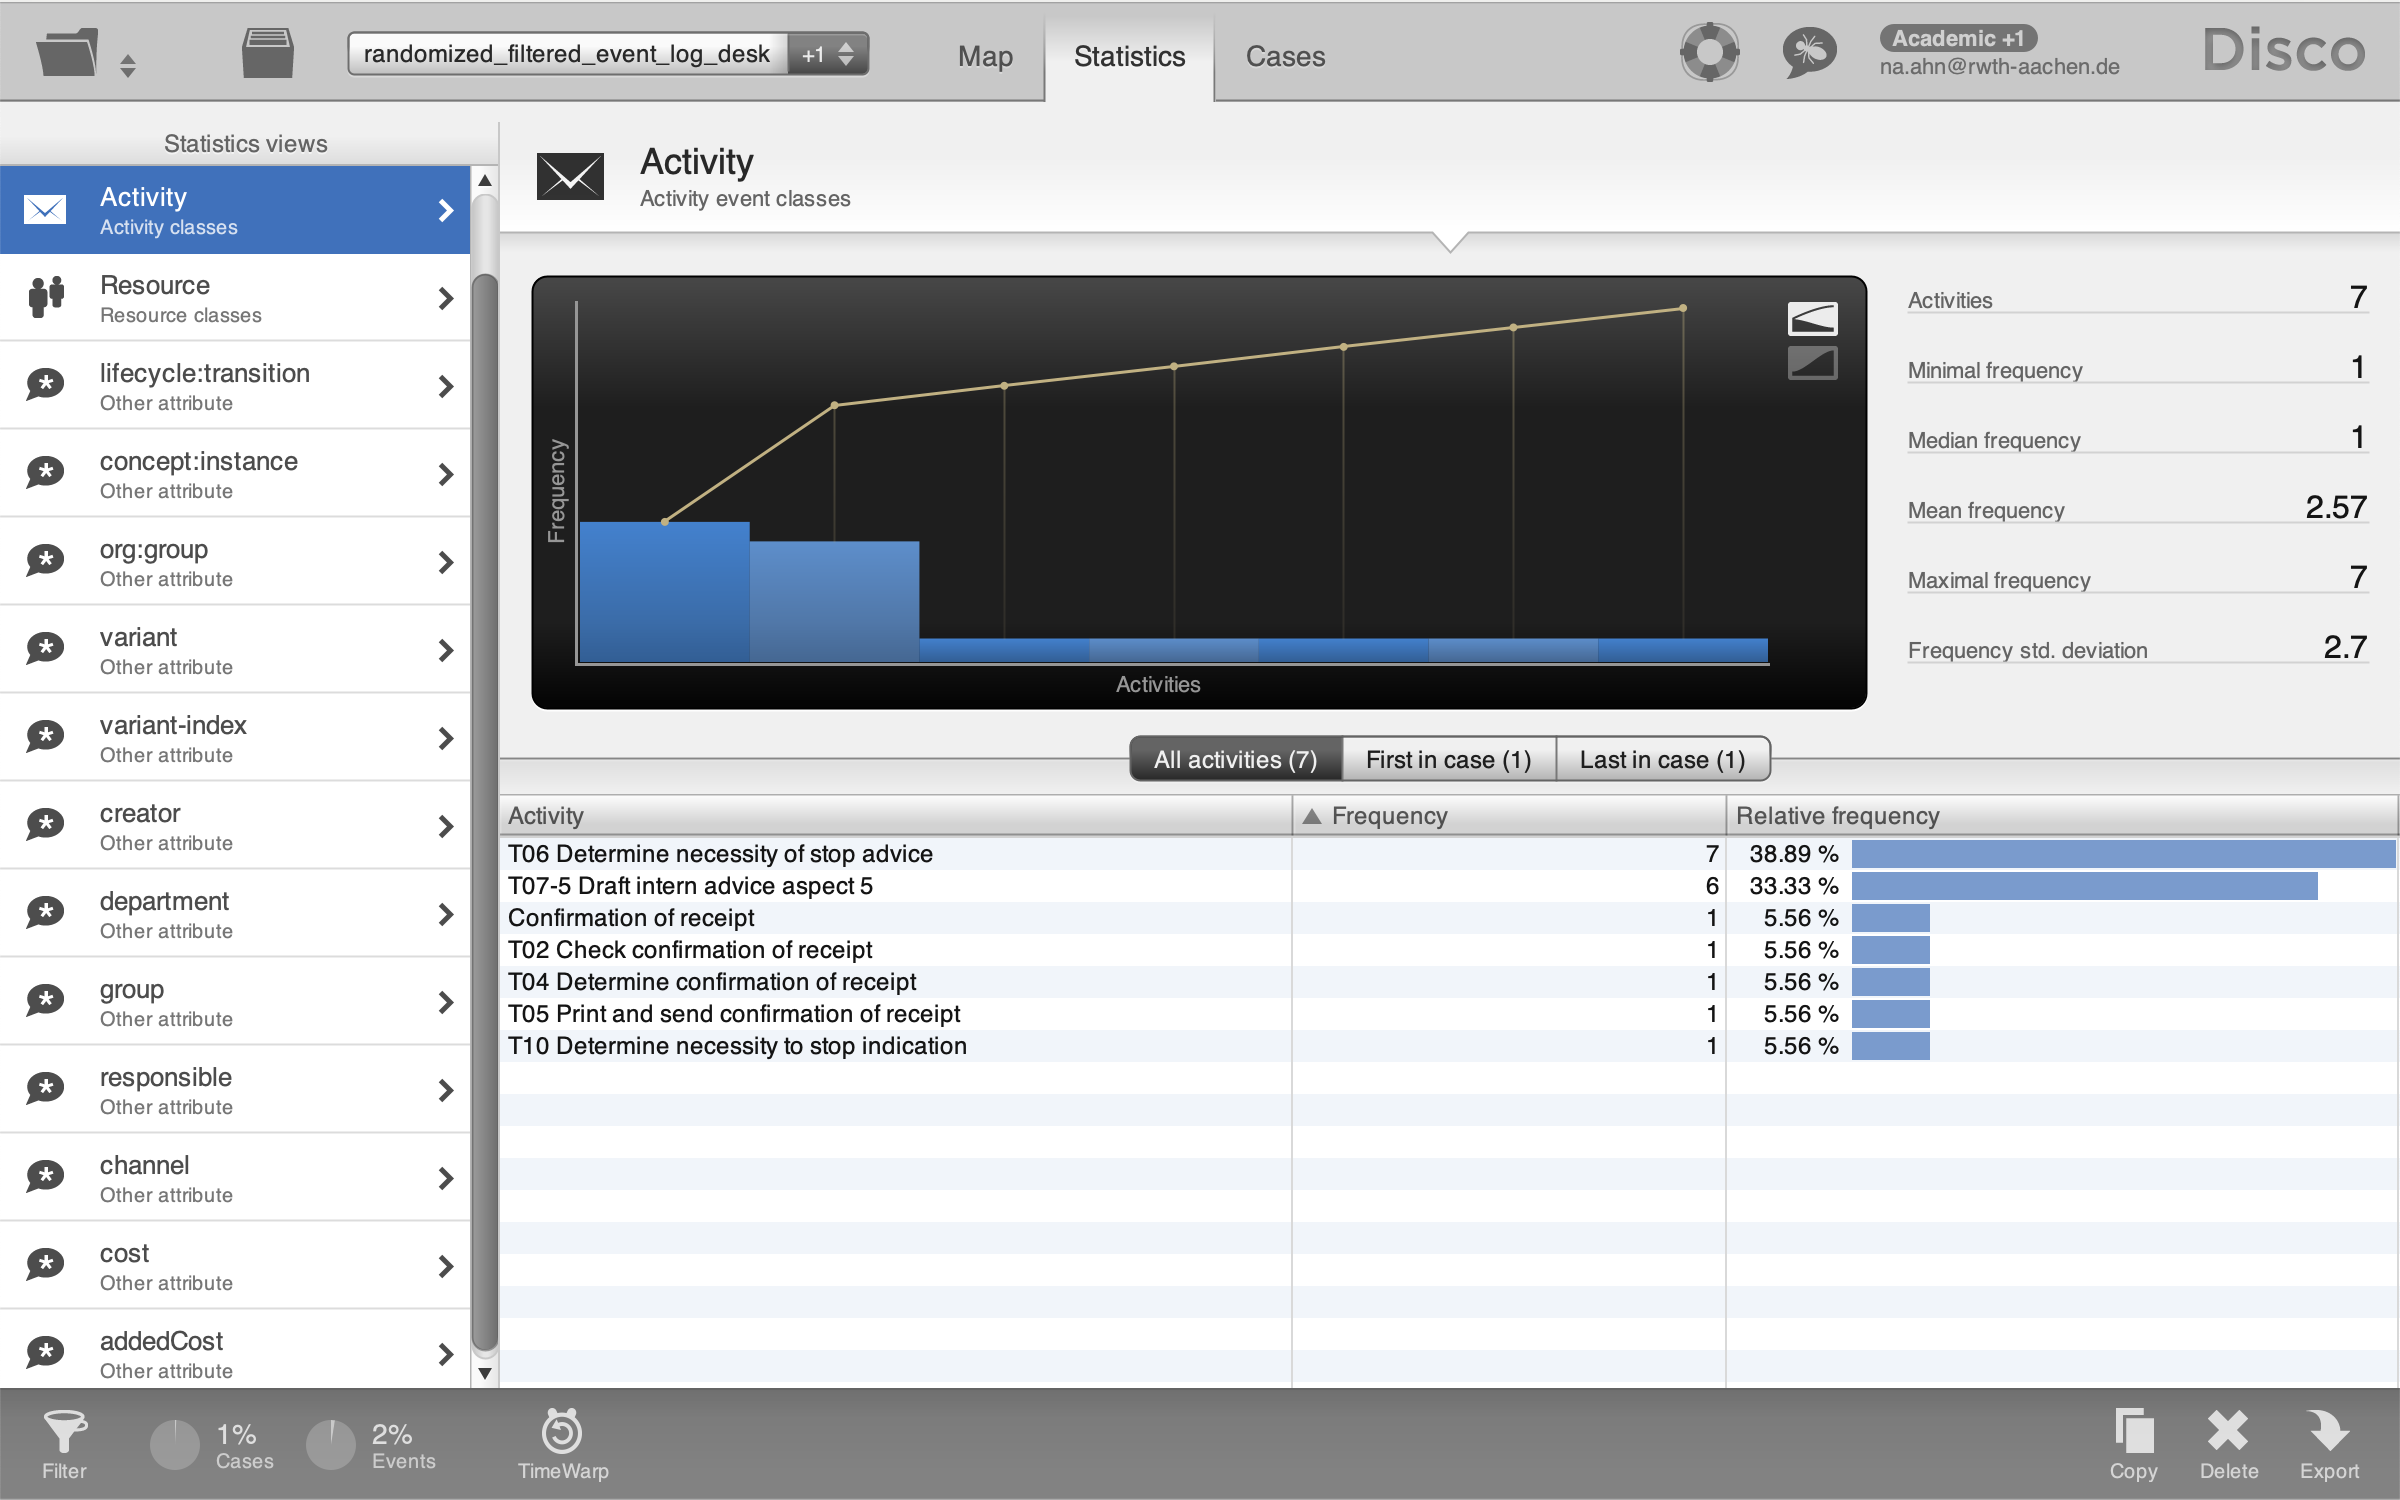 randomized_filtered_event_log_desk +1
Map
Statistics
Cases
Academic +1
na.ahn@rwth-aachen.de
Disco
Statistics views
Activity
Activity classes
Resource
Resource classes
lifecycle:transition
Other attribute
concept:instance
Other attribute
org:group
Other attribute
variant
Other attribute
variant-index
Other attribute
creator
Other attribute
department
Other attribute
group
Other attribute
responsible
Other attribute
channel
Other attribute
cost
Other attribute
addedCost
Other attribute
Activity
Activity event classes
Frequency
Activities
Activities 7
Minimal frequency 1
Median frequency 1
Mean frequency 2.57
Maximal frequency 7
Frequency std. deviation 2.7
All activities (7) First in case (1) Last in case (1)
Activity Frequency Relative frequency
T06 Determine necessity of stop advice 7 38.89 %
T07-5 Draft intern advice aspect 5 6 33.33 %
Confirmation of receipt 1 5.56 %
T02 Check confirmation of receipt 1 5.56 %
T04 Determine confirmation of receipt 1 5.56 %
T05 Print and send confirmation of receipt 1 5.56 %
T10 Determine necessity to stop indication 1 5.56 %
Filter
1%
Cases
2%
Events
TimeWarp
Copy
Delete
Export